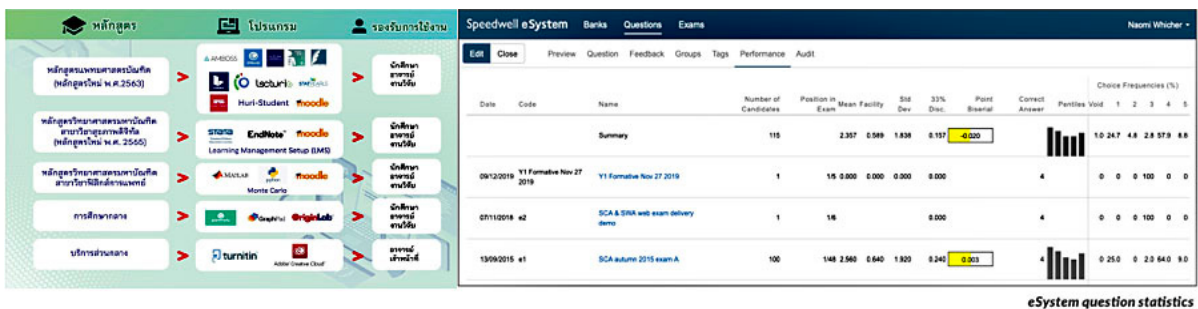 หลักสูตร
โปรแกรม
รองรับการใช้งาน
หลักสูตรแพทยศาสตรบัณฑิต
(หลักสูตรใหม่ พ.ศ.2563)
AMBOSS
lecturio
STATPEARLS
Huri-Student moodle
นักศึกษา
อาจารย์
งานวิจัย
หลักสูตรวิทยาศาสตรมหาบัณฑิต
สาขาวิชาสุขภาพดิจิทัล
(หลักสูตรใหม่ พ.ศ. 2565)
STATA EndNote moodle
Learning Management Setup (LMS)
นักศึกษา
อาจารย์
งานวิจัย
หลักสูตรวิทยาศาสตรมหาบัณฑิต
สาขาวิชาฟิสิกส์การแพทย์
MATLAB python moodle
Monte Carlo
นักศึกษา
อาจารย์
งานวิจัย
การศึกษากลาง
GraphPad OriginLab
นักศึกษา
อาจารย์
งานวิจัย
บริการส่วนกลาง
turnitin Adobe Creative Cloud
อาจารย์
เจ้าหน้าที่
Speedwell eSystem Banks Questions Exams Naomi Whicher
Edit Close Preview Question Feedback Groups Tags Performance Audit
Choice Frequencies (%)
Date Code Name Number of Candidates Position in Exam Mean Facility Std Dev 33% Disc. Point Biserial Correct Answer Pentiles Void 1 2 3 4 5
Summary 115 2.357 0.589 1.838 0.157 -0.020 1.0 24.7 4.8 2.8 57.9 8.8
09/12/2019 Y1 Formative Nov 27 2019 Y1 Formative Nov 27 2019 1 1/5 0.000 0.000 0.000 0.000 4 0 0 0 100 0 0
07/11/2018 e2 SCA & SWA web exam delivery demo 1 1/6 0.000 4 0 0 0 100 0 0
13/09/2015 e1 SCA autumn 2015 exam A 100 1/48 2.560 0.640 1.920 0.240 0.003 4 0 25.0 0 2.0 64.0 9.0
eSystem question statistics